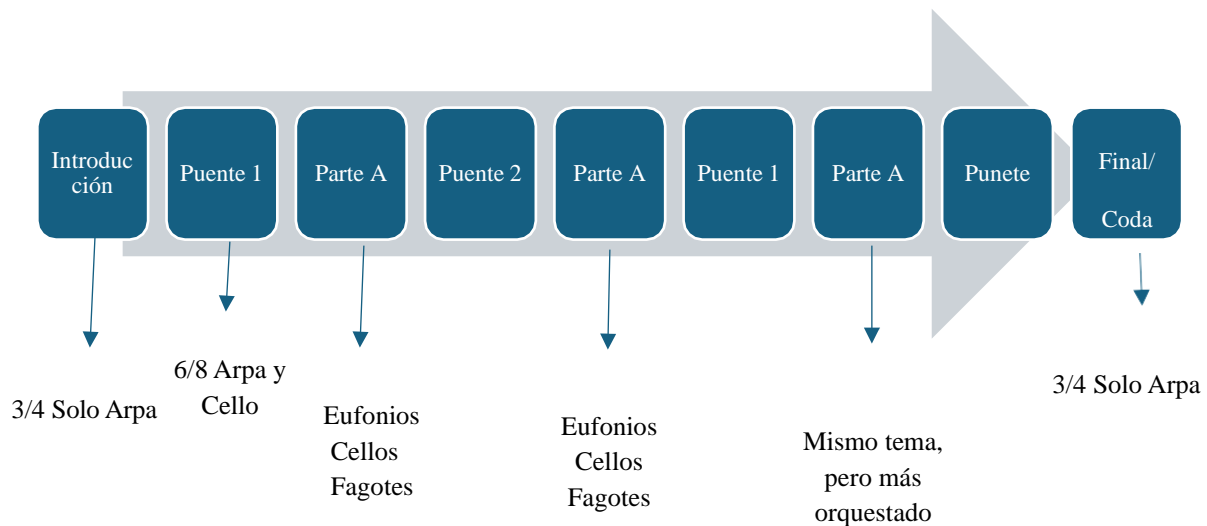 Introduc
ción
Puente 1
Parte A
Puente 2
Parte A
Puente 1
Parte A
Punete
Final/
Coda
3/4 Solo Arpa
6/8 Arpa y
Cello
Eufonios
Cellos
Fagotes
Eufonios
Cellos
Fagotes
Mismo tema,
pero más
orquestado
3/4 Solo Arpa